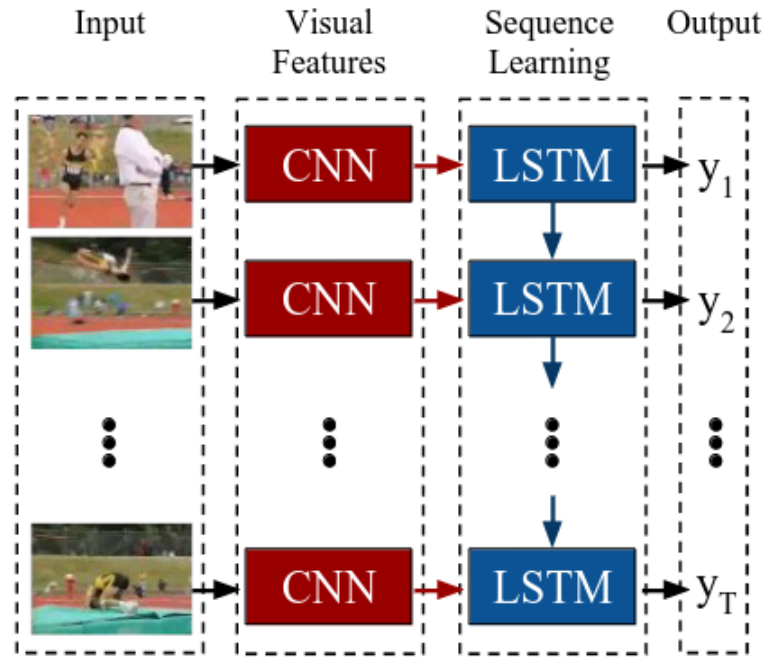 Input
Visual
Features
Sequence
Learning
Output
CNN
LSTM
y1
CNN
LSTM
y2
CNN
LSTM
yT